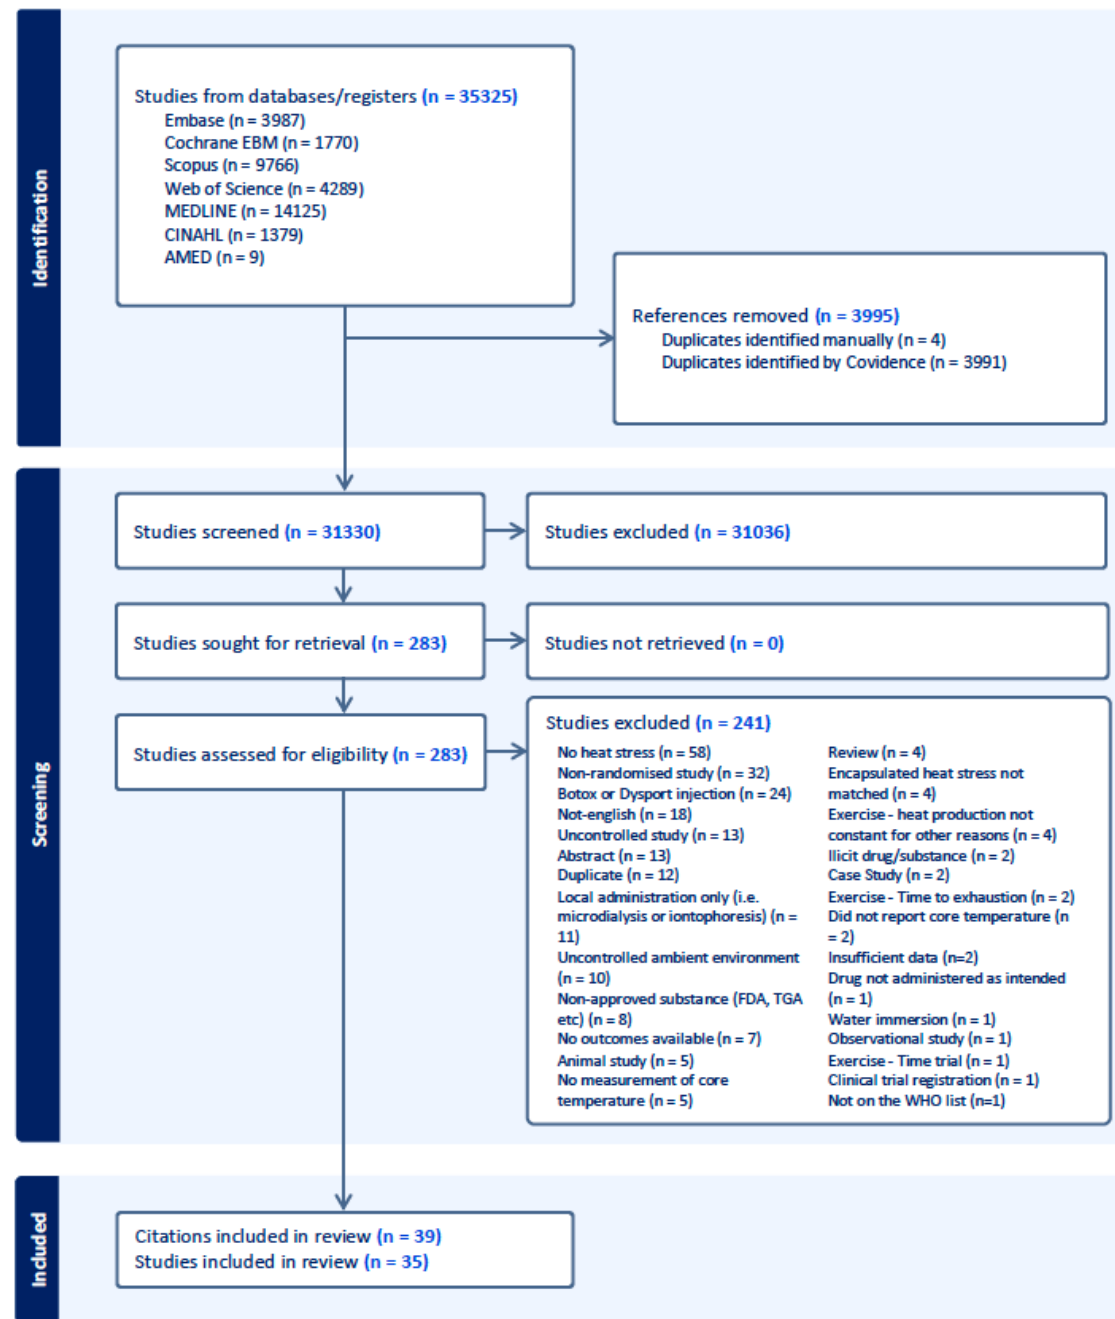 Identification
Studies from databases/registers (n = 35325)
Embase (n = 3987)
Cochrane EBM (n = 1770)
Scopus (n = 9766)
Web of Science (n = 4289)
MEDLINE (n = 14125)
CINAHL (n = 1379)
AMED (n = 9)
References removed (n = 3995)
Duplicates identified manually (n = 4)
Duplicates identified by Covidence (n = 3991)
Screening
Studies screened (n = 31330)
Studies excluded (n = 31036)
Studies sought for retrieval (n = 283)
Studies not retrieved (n = 0)
Studies assessed for eligibility (n = 283)
Studies excluded (n = 241)
No heat stress (n = 58)
Non-randomised study (n = 32)
Botox or Dysport injection (n = 24)
Not-english (n = 18)
Uncontrolled study (n = 13)
Abstract (n = 13)
Duplicate (n = 12)
Local administration only (i.e.
microdialysis or iontophoresis) (n =
11)
Uncontrolled ambient environment
(n = 10)
Non-approved substance (FDA, TGA
etc) (n = 8)
No outcomes available (n = 7)
Animal study (n = 5)
No measurement of core
temperature (n = 5)
Review (n = 4)
Encapsulated heat stress not
matched (n = 4)
Exercise - heat production not
constant for other reasons (n = 4)
Ilicit drug/substance (n = 2)
Case Study (n = 2)
Exercise - Time to exhaustion (n = 2)
Did not report core temperature (n
= 2)
Insufficient data (n=2)
Drug not administered as intended
(n = 1)
Water immersion (n = 1)
Observational study (n = 1)
Exercise - Time trial (n = 1)
Clinical trial registration (n = 1)
Not on the WHO list (n=1)
Included
Citations included in review (n = 39)
Studies included in review (n = 35)